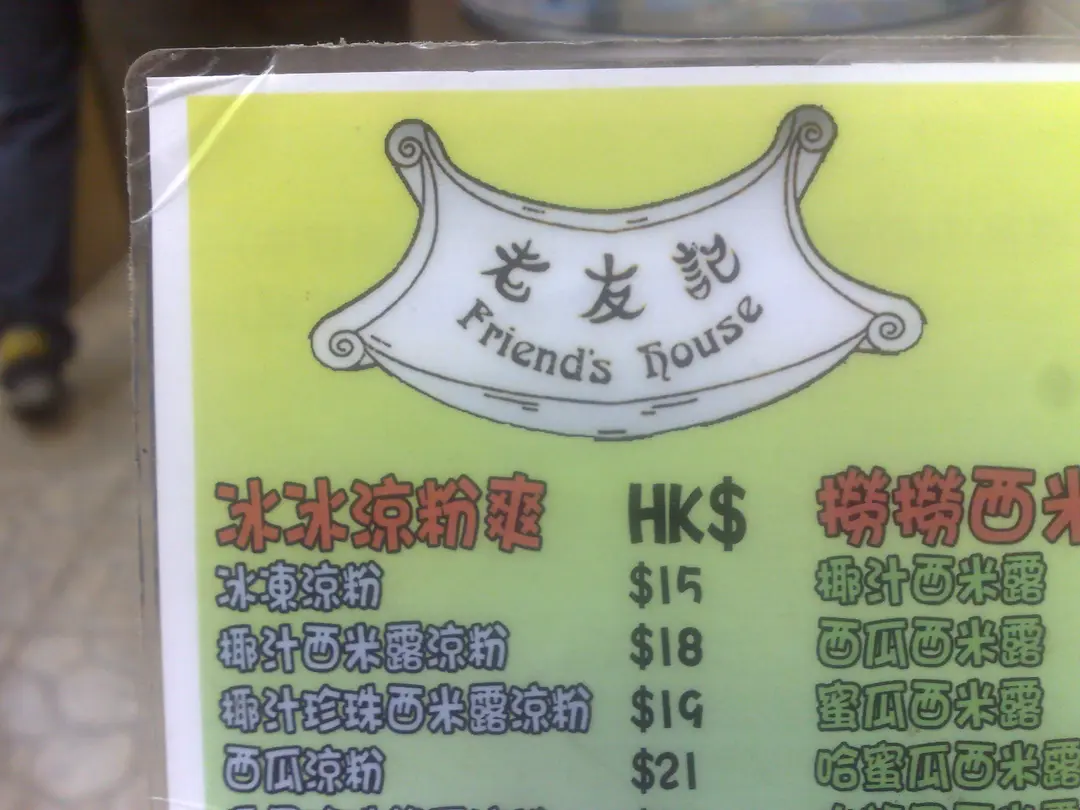 老友記
Friend's House
冰冰涼粉爽 HK$
冰凍涼粉 $15
椰汁西米露涼粉 $18
椰汁珍珠西米露涼粉 $19
西瓜涼粉 $21
撈撈西米
椰汁西米露
西瓜西米露
蜜瓜西米露
哈蜜瓜西米露